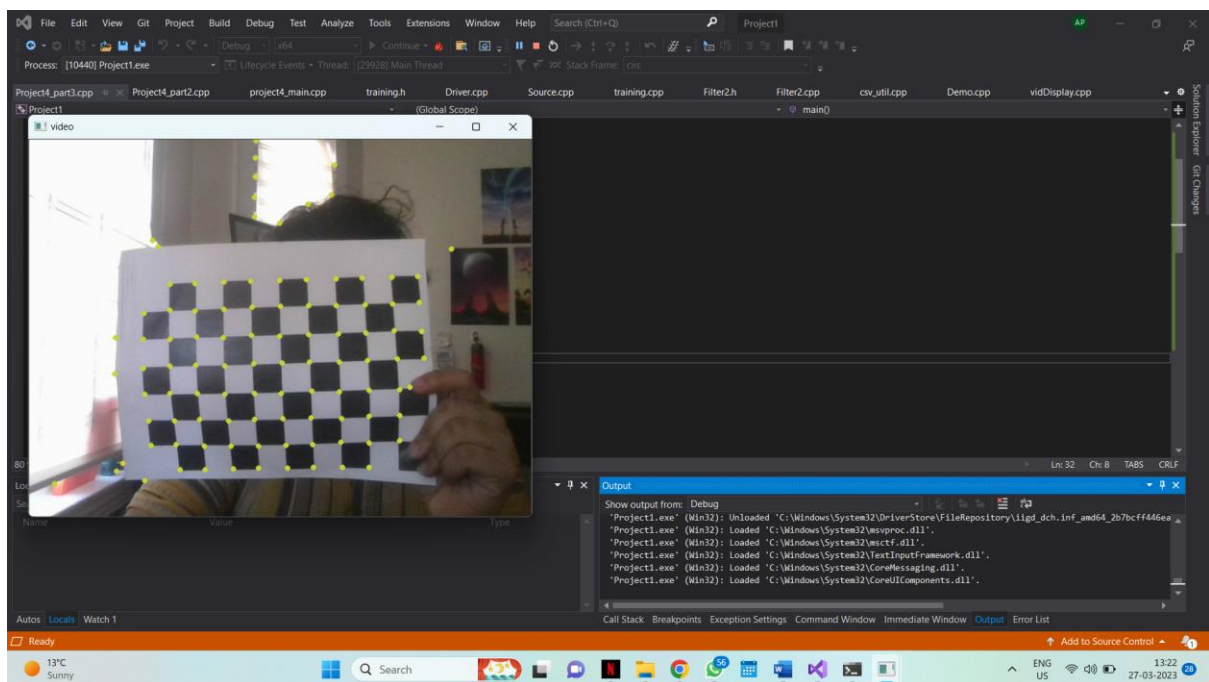 File Edit View Git Project Build Debug Test Analyze Tools Extensions Window Help Search (Ctrl+Q) Project1 AP
Debug x64 Continue
Process: [10440] Project1.exe Lifecycle Events Thread: [29928] Main Thread Stack Frame: circ
Project4_part3.cpp Project4_part2.cpp project4_main.cpp training.h Driver.cpp Source.cpp training.cpp Filter2.h Filter2.cpp csv_util.cpp Demo.cpp vidDisplay.cpp
Project1 (Global Scope) main()
video
Solution Explorer
Git Changes
80
Ln: 32 Ch: 8 TABS CRLF
Output
Show output from: Debug
Name Value Type
'Project1.exe' (Win32): Unloaded 'C:\Windows\System32\DriverStore\FileRepository\iigd_dch.inf_amd64_2b7bcff446ea
'Project1.exe' (Win32): Loaded 'C:\Windows\System32\msvproc.dll'.
'Project1.exe' (Win32): Loaded 'C:\Windows\System32\msctf.dll'.
'Project1.exe' (Win32): Loaded 'C:\Windows\System32\TextInputFramework.dll'.
'Project1.exe' (Win32): Loaded 'C:\Windows\System32\CoreMessaging.dll'.
'Project1.exe' (Win32): Loaded 'C:\Windows\System32\CoreUIComponents.dll'.
Autos Locals Watch 1
Call Stack Breakpoints Exception Settings Command Window Immediate Window Output Error List
Ready Add to Source Control 1
13°C
Sunny
Search
56
ENG
US
13:22
27-03-2023
28